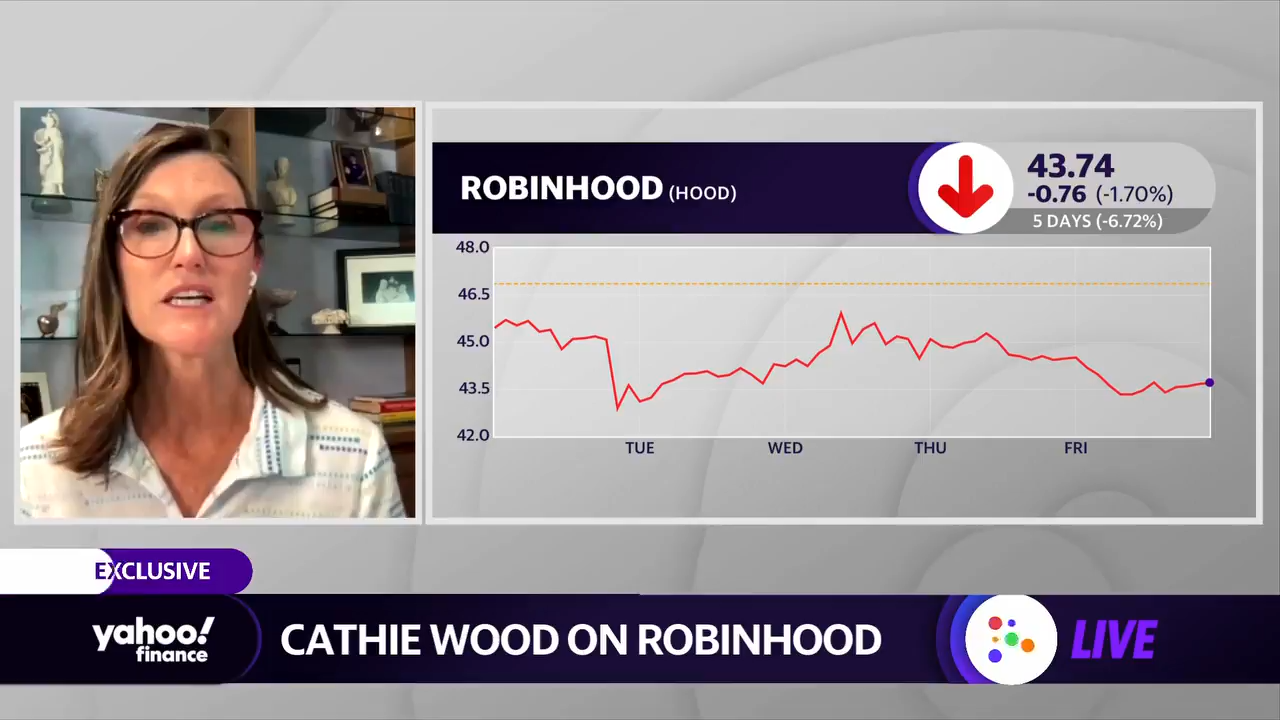 ROBINHOOD (HOOD)
43.74
-0.76 (-1.70%)
5 DAYS (-6.72%)
48.0
46.5
45.0
43.5
42.0
TUE WED THU FRI
EXCLUSIVE
yahoo!
finance
CATHIE WOOD ON ROBINHOOD
LIVE